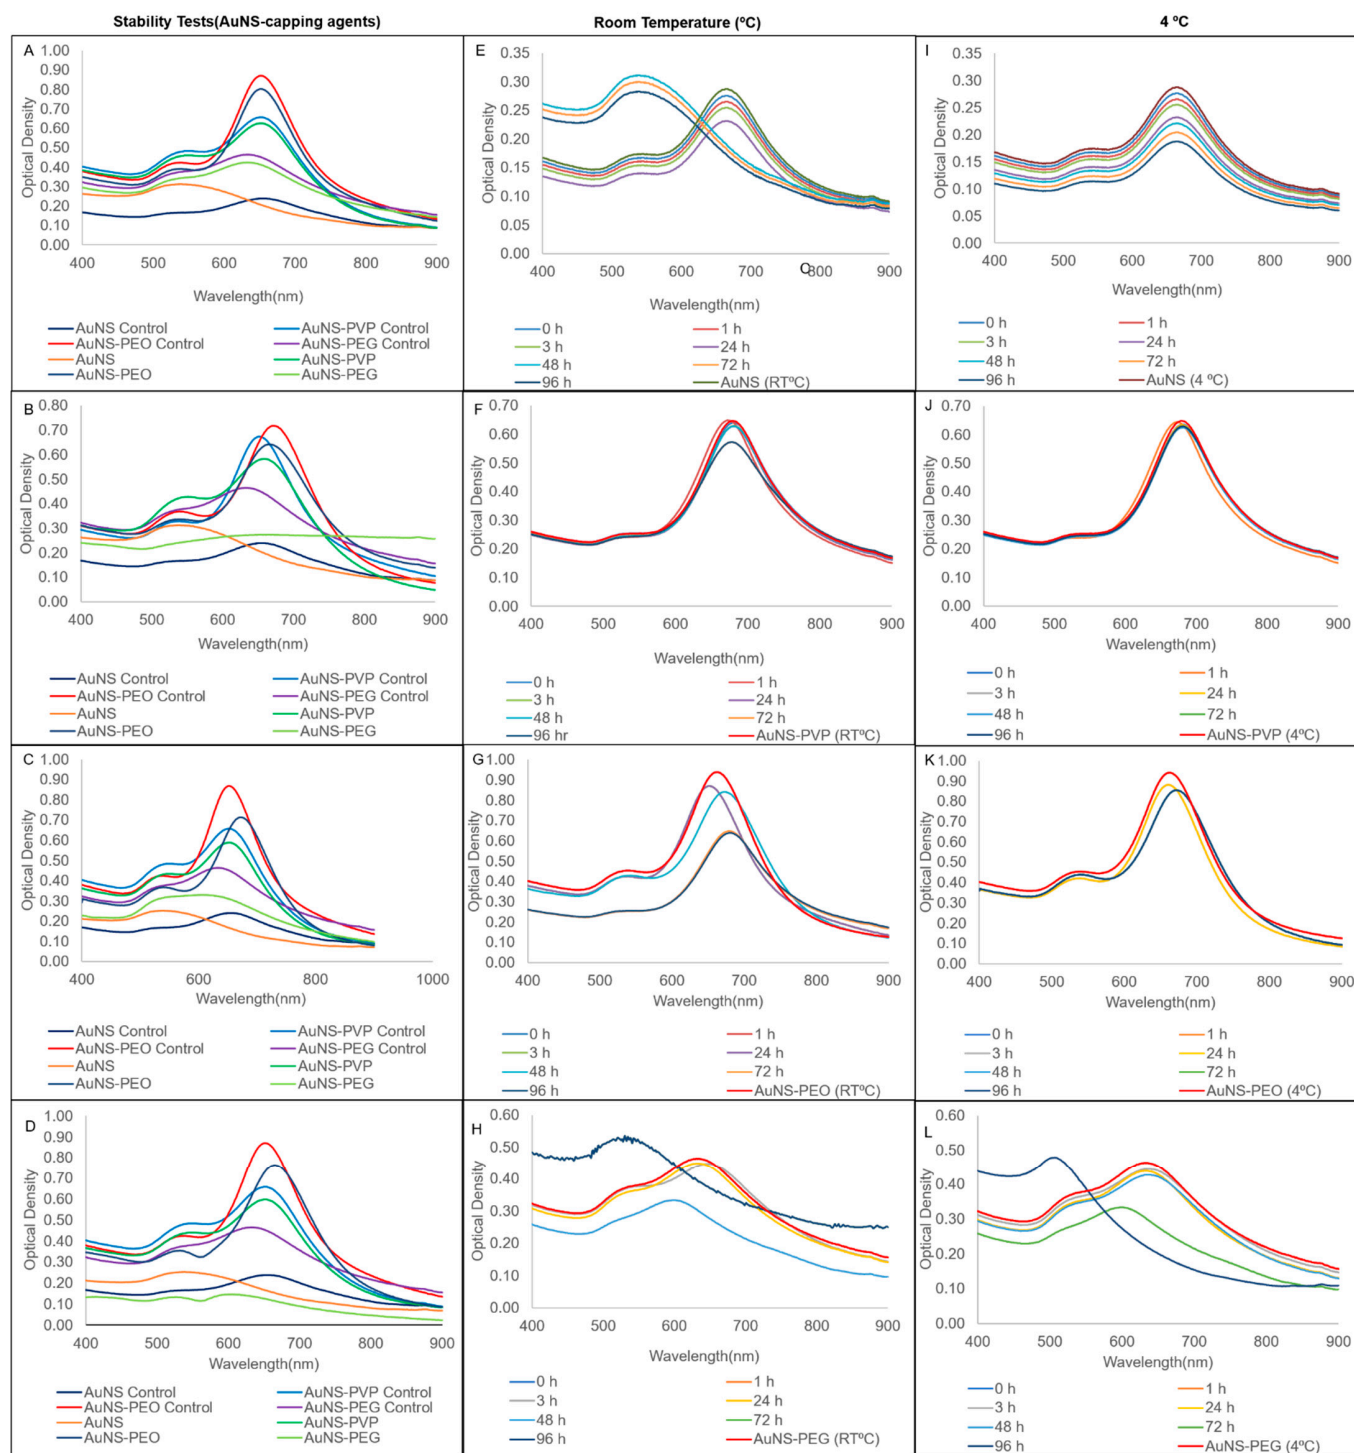 Stability Tests(AuNS-capping agents)
Room Temperature (ºC)
4 ºC
A
1.00
0.90
0.80
0.70
0.60
0.50
0.40
0.30
0.20
0.10
0.00
Optical Density
400 500 600 700 800 900
Wavelength(nm)
AuNS Control AuNS-PVP Control
AuNS-PEO Control AuNS-PEG Control
AuNS AuNS-PVP
AuNS-PEO AuNS-PEG
E
0.35
0.30
0.25
0.20
0.15
0.10
0.05
0.00
Optical Density
C
400 500 600 700 800 900
Wavelength(nm)
0 h 1 h
3 h 24 h
48 h 72 h
96 h AuNS (RTºC)
I
0.35
0.30
0.25
0.20
0.15
0.10
0.05
0.00
Optical Density
400 500 600 700 800 900
Wavelength(nm)
0 h 1 h
3 h 24 h
48 h 72 h
96 h AuNS (4 ºC)
B
0.80
0.70
0.60
0.50
0.40
0.30
0.20
0.10
0.00
Optical Density
400 500 600 700 800 900
Wavelength(nm)
AuNS Control AuNS-PVP Control
AuNS-PEO Control AuNS-PEG Control
AuNS AuNS-PVP
AuNS-PEO AuNS-PEG
F
0.70
0.60
0.50
0.40
0.30
0.20
0.10
0.00
Optical Density
400 500 600 700 800 900
Wavelength(nm)
0 h 1 h
3 h 24 h
48 h 72 h
96 hr AuNS-PVP (RTºC)
J
0.70
0.60
0.50
0.40
0.30
0.20
0.10
0.00
Optical Density
400 500 600 700 800 900
Wavelength(nm)
0 h 1 h
3 h 24 h
48 h 72 h
96 h AuNS-PVP (4ºC)
C
1.00
0.90
0.80
0.70
0.60
0.50
0.40
0.30
0.20
0.10
0.00
Optical Density
400 600 800 1000
Wavelength(nm)
AuNS Control AuNS-PVP Control
AuNS-PEO Control AuNS-PEG Control
AuNS AuNS-PVP
AuNS-PEO AuNS-PEG
G
1.00
0.90
0.80
0.70
0.60
0.50
0.40
0.30
0.20
0.10
0.00
Optical Density
400 500 600 700 800 900
Wavelength(nm)
0 h 1 h
3 h 24 h
48 h 72 h
96 h AuNS-PEO (RTºC)
K
1.00
0.90
0.80
0.70
0.60
0.50
0.40
0.30
0.20
0.10
0.00
Optical Density
400 500 600 700 800 900
Wavelength(nm)
0 h 1 h
3 h 24 h
48 h 72 h
96 h AuNS-PEO (4ºC)
D
1.00
0.90
0.80
0.70
0.60
0.50
0.40
0.30
0.20
0.10
0.00
Optical Density
400 500 600 700 800 900
Wavelength(nm)
AuNS Control AuNS-PVP Control
AuNS-PEO Control AuNS-PEG Control
AuNS AuNS-PVP
AuNS-PEO AuNS-PEG
H
0.60
0.50
0.40
0.30
0.20
0.10
0.00
Optical Density
400 500 600 700 800 900
Wavelength(nm)
0 h 1 h
3 h 24 h
48 h 72 h
96 h AuNS-PEG (RTºC)
L
0.60
0.50
0.40
0.30
0.20
0.10
0.00
Optical Density
400 500 600 700 800 900
Wavelength(nm)
0 h 1 h
3 h 24 h
48 h 72 h
96 h AuNS-PEG (4ºC)